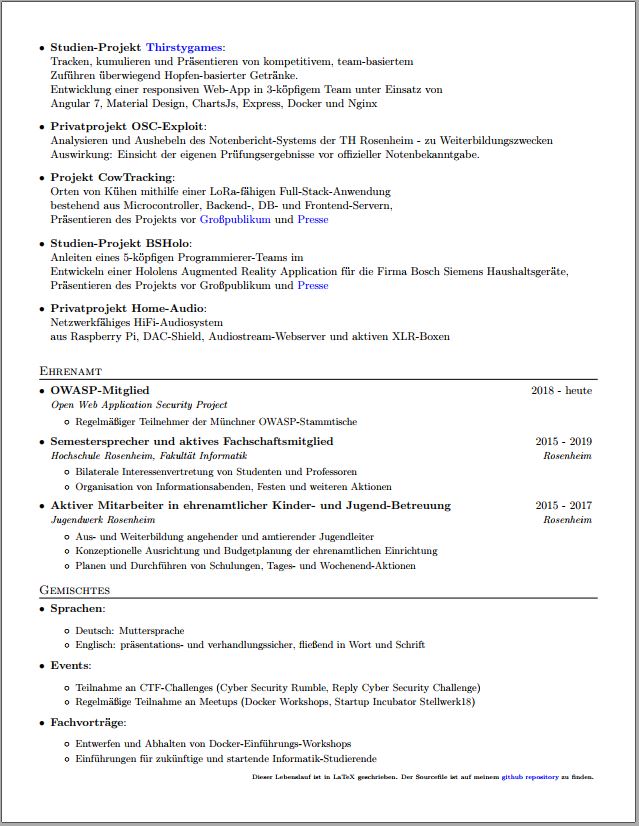 • Studien-Projekt Thirstygames:
Tracken, kumulieren und Präsentieren von kompetitivem, team-basiertem
Zuführen überwiegend Hopfen-basierter Getränke.
Entwicklung einer responsiven Web-App in 3-köpfigem Team unter Einsatz von
Angular 7, Material Design, ChartsJs, Express, Docker und Nginx
• Privatprojekt OSC-Exploit:
Analysieren und Aushebeln des Notenbericht-Systems der TH Rosenheim - zu Weiterbildungszwecken
Auswirkung: Einsicht der eigenen Prüfungsergebnisse vor offizieller Notenbekanntgabe.
• Projekt CowTracking:
Orten von Kühen mithilfe einer LoRa-fähigen Full-Stack-Anwendung
bestehend aus Microcontroller, Backend-, DB- und Frontend-Servern,
Präsentieren des Projekts vor Großpublikum und Presse
• Studien-Projekt BSHolo:
Anleiten eines 5-köpfigen Programmierer-Teams im
Entwickeln einer Hololens Augmented Reality Application für die Firma Bosch Siemens Haushaltsgeräte,
Präsentieren des Projekts vor Großpublikum und Presse
• Privatprojekt Home-Audio:
Netzwerkfähiges HiFi-Audiosystem
aus Raspberry Pi, DAC-Shield, Audiostream-Webserver und aktiven XLR-Boxen
Ehrenamt
• OWASP-Mitglied 2018 - heute
Open Web Application Security Project
◦ Regelmäßiger Teilnehmer der Münchner OWASP-Stammtische
• Semestersprecher und aktives Fachschaftsmitglied 2015 - 2019
Hochschule Rosenheim, Fakultät Informatik Rosenheim
◦ Bilaterale Interessenvertretung von Studenten und Professoren
◦ Organisation von Informationsabenden, Festen und weiteren Aktionen
• Aktiver Mitarbeiter in ehrenamtlicher Kinder- und Jugend-Betreuung 2015 - 2017
Jugendwerk Rosenheim Rosenheim
◦ Aus- und Weiterbildung angehender und amtierender Jugendleiter
◦ Konzeptionelle Ausrichtung und Budgetplanung der ehrenamtlichen Einrichtung
◦ Planen und Durchführen von Schulungen, Tages- und Wochenend-Aktionen
Gemischtes
• Sprachen:
◦ Deutsch: Muttersprache
◦ Englisch: präsentations- und verhandlungssicher, fließend in Wort und Schrift
• Events:
◦ Teilnahme an CTF-Challenges (Cyber Security Rumble, Reply Cyber Security Challenge)
◦ Regelmäßige Teilnahme an Meetups (Docker Workshops, Startup Incubator Stellwerk18)
• Fachvorträge:
◦ Entwerfen und Abhalten von Docker-Einführungs-Workshops
◦ Einführungen für zukünftige und startende Informatik-Studierende
Dieser Lebenslauf ist in LaTeX geschrieben. Der Sourcefile ist auf meinem github repository zu finden.